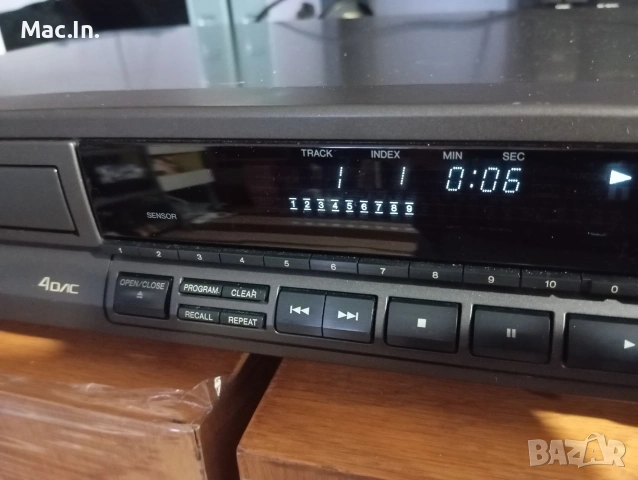 Mac.In.
TRACK INDEX MIN SEC
1 1 0:06
1 2 3 4 5 6 7 8 9
SENSOR
1 2 3 4 5 6 7 8 9 10 0
4D/C
OPEN/CLOSE
PROGRAM CLEAR
RECALL REPEAT
BAZAR